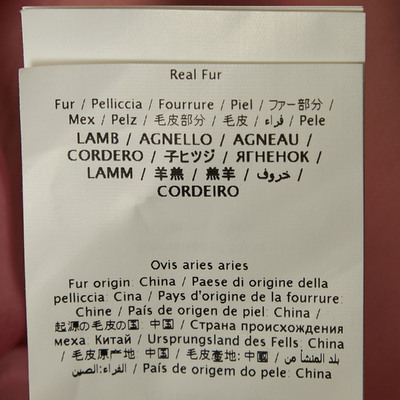 Real Fur
Fur / Pelliccia / Fourrure / Piel / ファー部分 /
Mex / Pelz / 毛皮部分 / 毛皮 / فراء / Pele
LAMB / AGNELLO / AGNEAU /
CORDERO / 子ヒツジ / ЯГНЕНОК /
LAMM / 羊羔 / 羔羊 / خروف /
CORDEIRO
Ovis aries aries
Fur origin: China / Paese di origine della
pelliccia: Cina / Pays d'origine de la fourrure:
Chine / País de origen de piel: China /
起源の毛皮の国: 中国 / Страна происхождения
меха: Китай / Ursprungsland des Fells: China
/ 毛皮原产地: 中国 / 毛皮產地: 中國 / بلد المنشأ من
الفراء:الصين / País de origem do pele: China